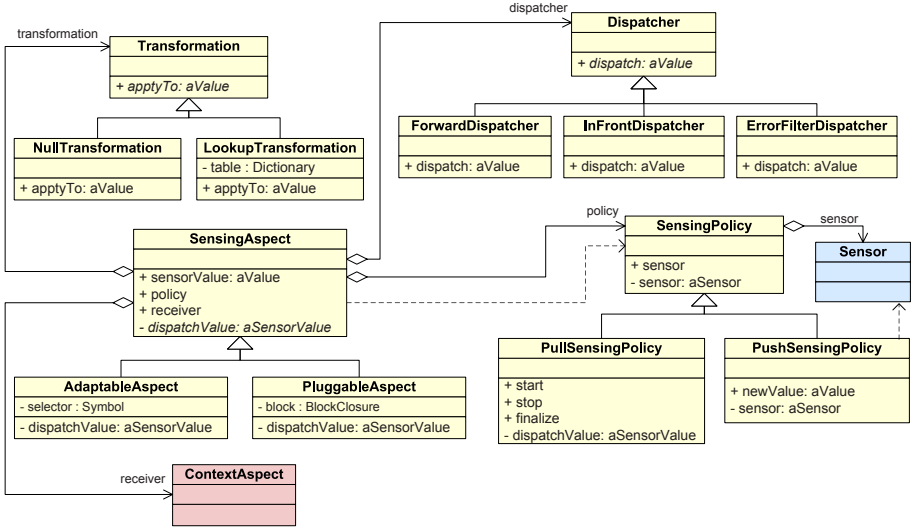 dispatcher
Dispatcher
+ dispatch: aValue
transformation
Transformation
+ apptyTo: aValue
ForwardDispatcher
+ dispatch: aValue
InFrontDispatcher
+ dispatch: aValue
ErrorFilterDispatcher
+ dispatch: aValue
NullTransformation
+ apptyTo: aValue
LookupTransformation
- table : Dictionary
+ apptyTo: aValue
policy
SensingPolicy
+ sensor
- sensor: aSensor
sensor
Sensor
SensingAspect
+ sensorValue: aValue
+ policy
+ receiver
- dispatchValue: aSensorValue
PullSensingPolicy
+ start
+ stop
+ finalize
- dispatchValue: aSensorValue
PushSensingPolicy
+ newValue: aValue
- sensor: aSensor
AdaptableAspect
- selector : Symbol
- dispatchValue: aSensorValue
PluggableAspect
- block : BlockClosure
- dispatchValue: aSensorValue
receiver
ContextAspect